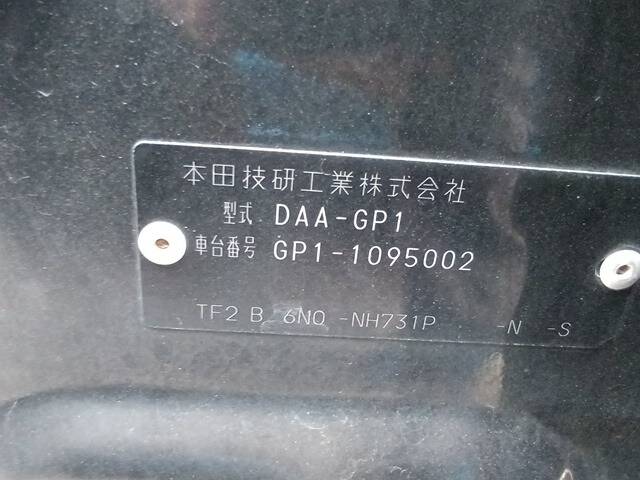 本田技研工業株式会社
型式 DAA-GP1
車台番号 GP1-1095002
TF2 B 6NQ -NH731P -N -S